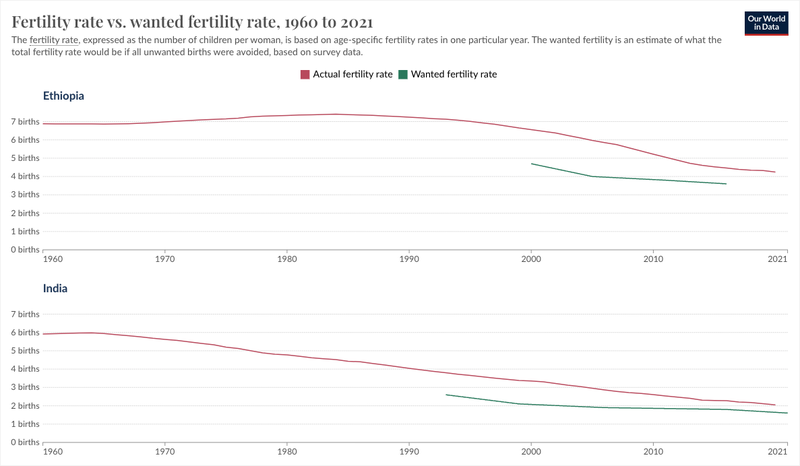 Fertility rate vs. wanted fertility rate, 1960 to 2021
Our World
in Data
The fertility rate, expressed as the number of children per woman, is based on age-specific fertility rates in one particular year. The wanted fertility is an estimate of what the
total fertility rate would be if all unwanted births were avoided, based on survey data.
Actual fertility rate Wanted fertility rate
Ethiopia
7 births
6 births
5 births
4 births
3 births
2 births
1 births
0 births
1960 1970 1980 1990 2000 2010 2021
India
7 births
6 births
5 births
4 births
3 births
2 births
1 births
0 births
1960 1970 1980 1990 2000 2010 2021